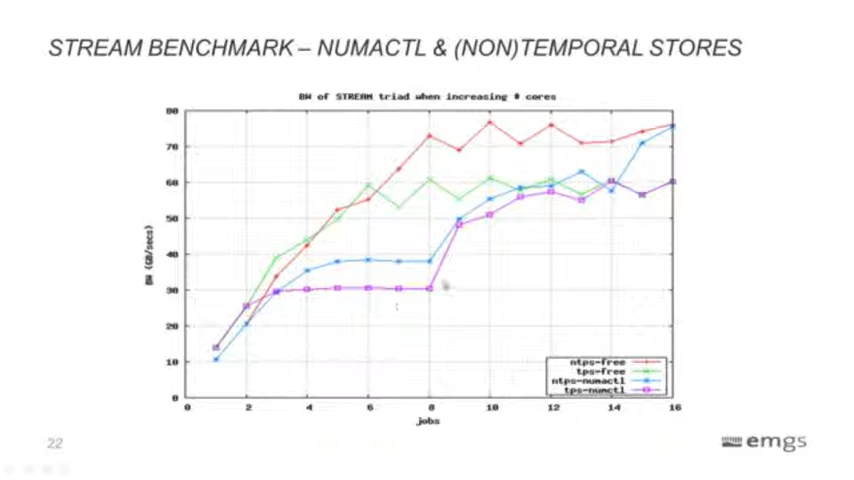 STREAM BENCHMARK – NUMACTL & (NON)TEMPORAL STORES
BW of STREAM triad when increasing # cores
80
70
60
50
40
30
20
10
0
BW (GB/secs)
0 2 4 6 8 10 12 14 16
jobs
ntps-free
tps-free
ntps-numactl
tps-numctl
22
emgs